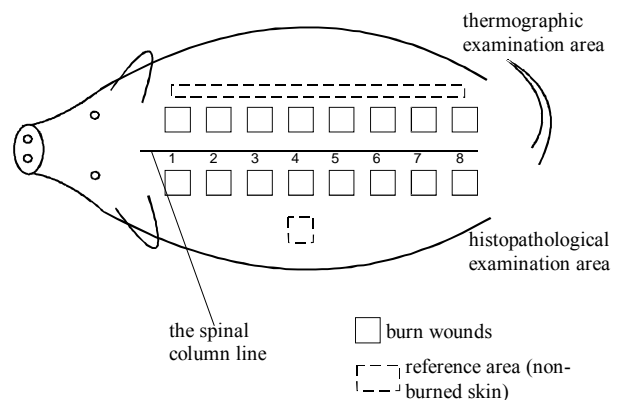 thermographic
examination area
1 2 3 4 5 6 7 8
histopathological
examination area
the spinal
column line
burn wounds
reference area (non-
burned skin)